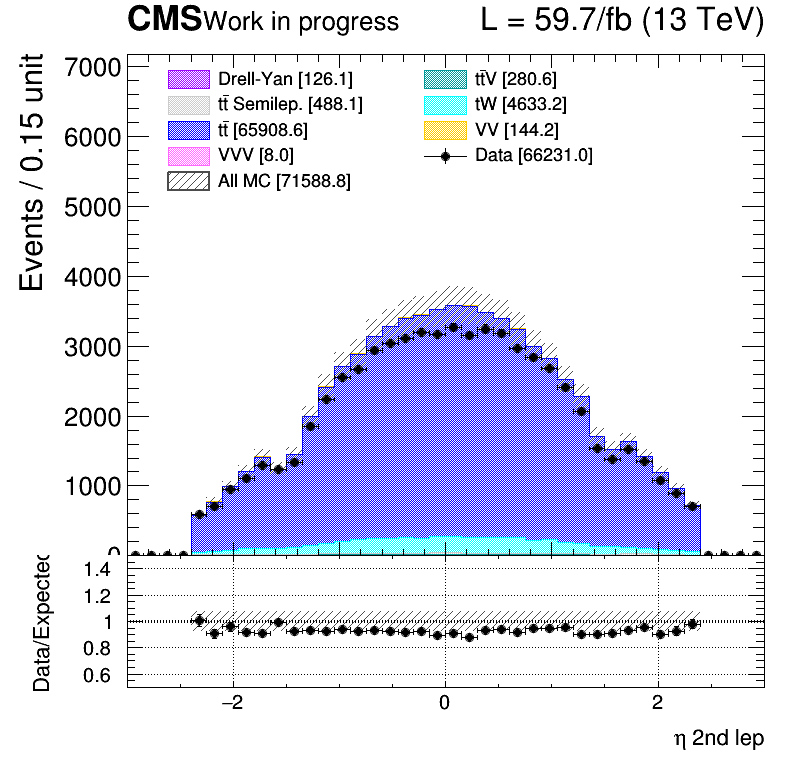 CMS Work in progress L = 59.7/fb (13 TeV)
Events / 0.15 unit
7000
6000
5000
4000
3000
2000
1000
0
Drell-Yan [126.1]
tt̄ Semilep. [488.1]
tt̄ [65908.6]
VVV [8.0]
All MC [71588.8]
tt̄V [280.6]
tW [4633.2]
VV [144.2]
Data [66231.0]
Data/Expected
1.4
1.2
1
0.8
0.6
−2 0 2
η 2nd lep